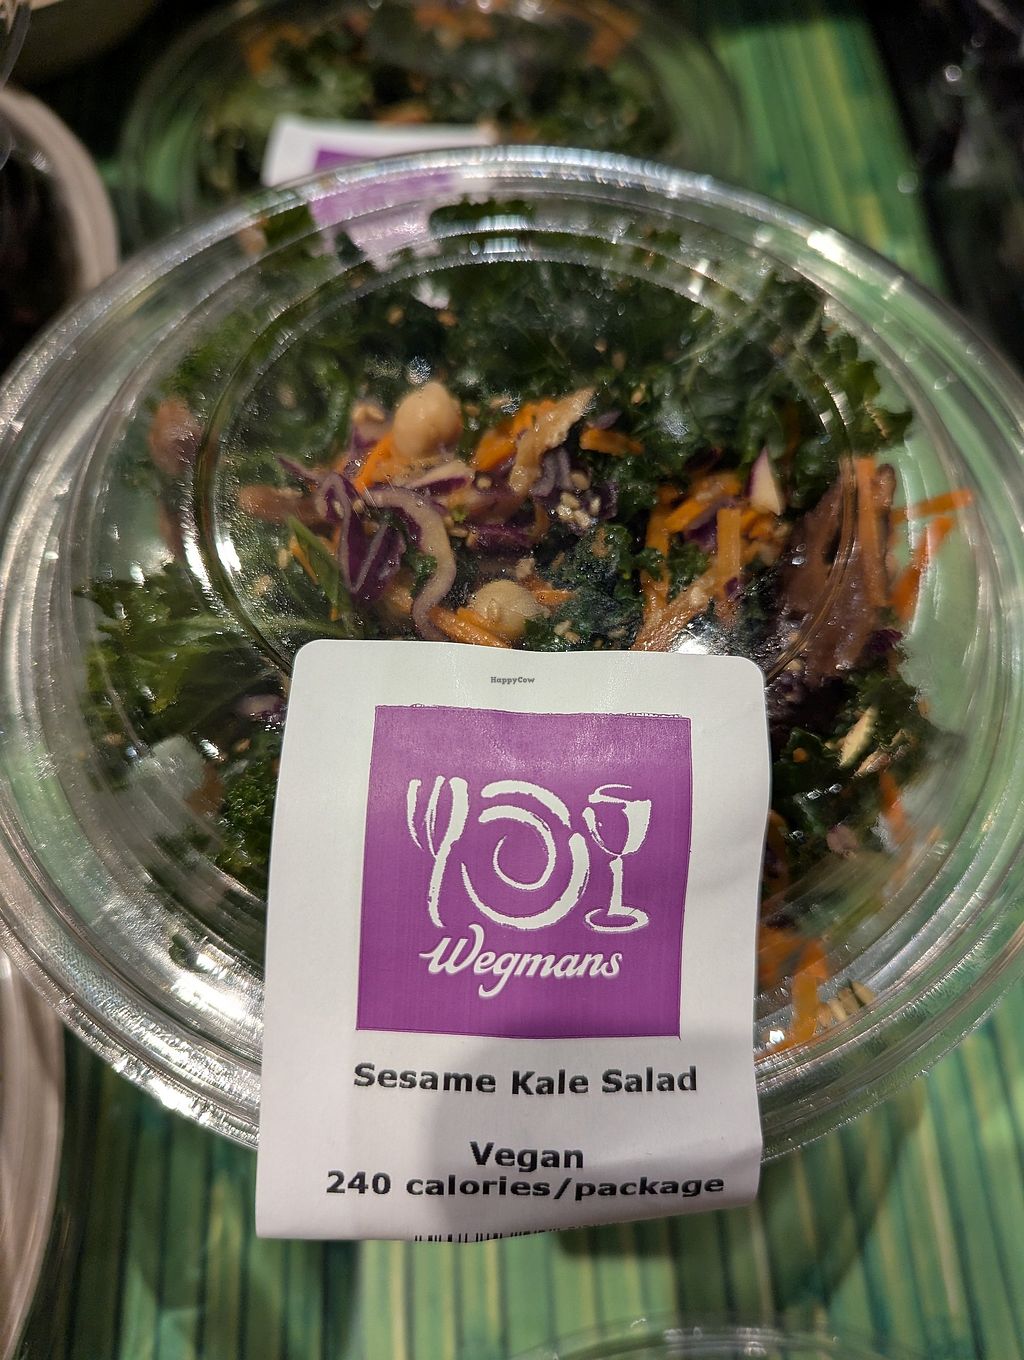 HappyCow
Wegmans
Sesame Kale Salad
Vegan
240 calories/package